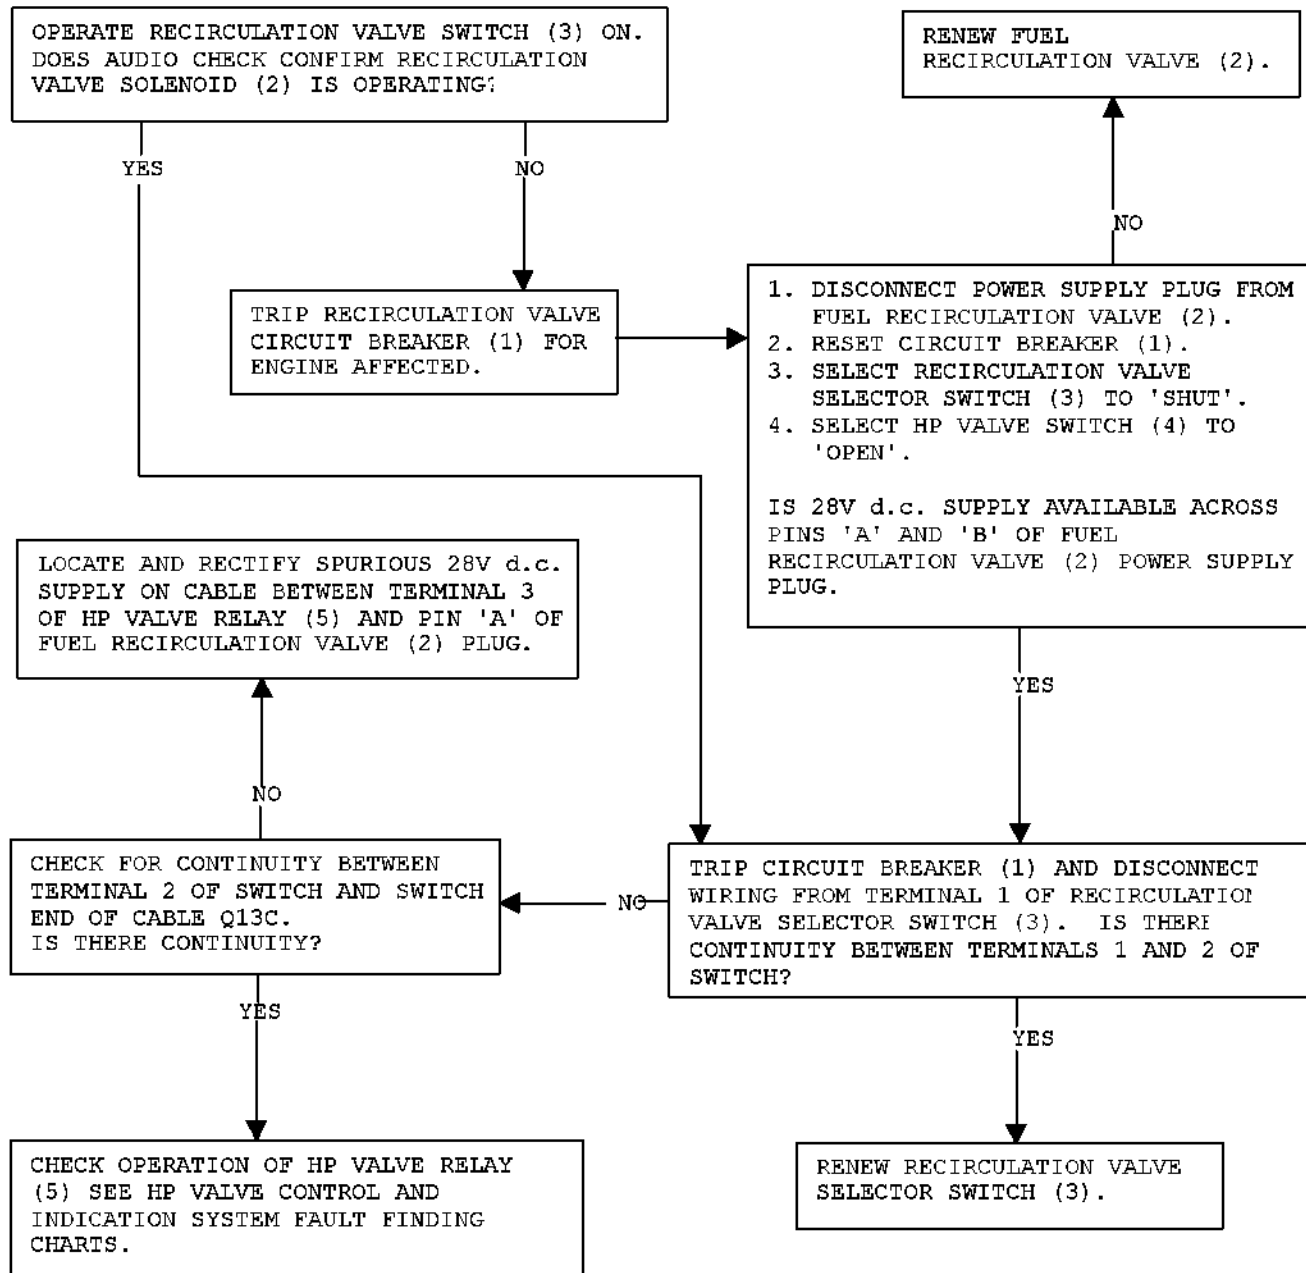 OPERATE RECIRCULATION VALVE SWITCH (3) ON.
DOES AUDIO CHECK CONFIRM RECIRCULATION
VALVE SOLENOID (2) IS OPERATING?
RENEW FUEL
RECIRCULATION VALVE (2).
YES
NO
NO
TRIP RECIRCULATION VALVE
CIRCUIT BREAKER (1) FOR
ENGINE AFFECTED.
1. DISCONNECT POWER SUPPLY PLUG FROM
FUEL RECIRCULATION VALVE (2).
2. RESET CIRCUIT BREAKER (1).
3. SELECT RECIRCULATION VALVE
SELECTOR SWITCH (3) TO 'SHUT'.
4. SELECT HP VALVE SWITCH (4) TO
'OPEN'.
IS 28V d.c. SUPPLY AVAILABLE ACROSS
PINS 'A' AND 'B' OF FUEL
RECIRCULATION VALVE (2) POWER SUPPLY
PLUG.
LOCATE AND RECTIFY SPURIOUS 28V d.c.
SUPPLY ON CABLE BETWEEN TERMINAL 3
OF HP VALVE RELAY (5) AND PIN 'A' OF
FUEL RECIRCULATION VALVE (2) PLUG.
YES
NO
CHECK FOR CONTINUITY BETWEEN
TERMINAL 2 OF SWITCH AND SWITCH
END OF CABLE Q13C.
IS THERE CONTINUITY?
NO
TRIP CIRCUIT BREAKER (1) AND DISCONNECT
WIRING FROM TERMINAL 1 OF RECIRCULATION
VALVE SELECTOR SWITCH (3). IS THERE
CONTINUITY BETWEEN TERMINALS 1 AND 2 OF
SWITCH?
YES
YES
CHECK OPERATION OF HP VALVE RELAY
(5) SEE HP VALVE CONTROL AND
INDICATION SYSTEM FAULT FINDING
CHARTS.
RENEW RECIRCULATION VALVE
SELECTOR SWITCH (3).